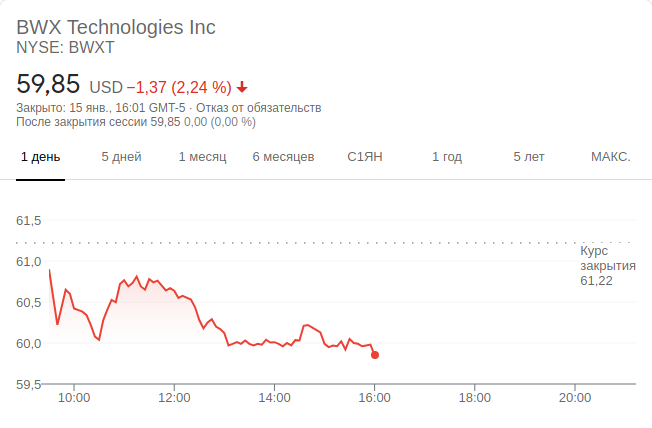 BWX Technologies Inc
NYSE: BWXT
59,85 USD −1,37 (2,24 %)
Закрыто: 15 янв., 16:01 GMT-5 · Отказ от обязательств
После закрытия сессии 59,85 0,00 (0,00 %)
1 день 5 дней 1 месяц 6 месяцев С1ЯН 1 год 5 лет МАКС.
61,5
Курс
закрытия
61,22
61,0
60,5
60,0
59,5
10:00 12:00 14:00 16:00 18:00 20:00